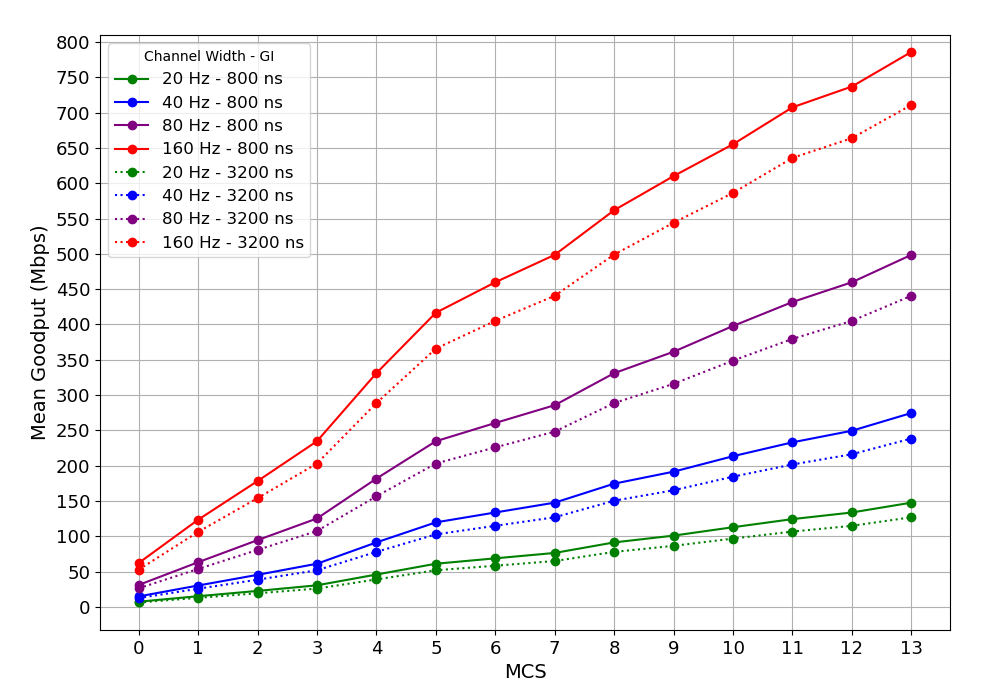 800
750
700
650
600
550
500
450
400
350
300
250
200
150
100
50
0
Mean Goodput (Mbps)
Channel Width - GI
20 Hz - 800 ns
40 Hz - 800 ns
80 Hz - 800 ns
160 Hz - 800 ns
20 Hz - 3200 ns
40 Hz - 3200 ns
80 Hz - 3200 ns
160 Hz - 3200 ns
0 1 2 3 4 5 6 7 8 9 10 11 12 13
MCS